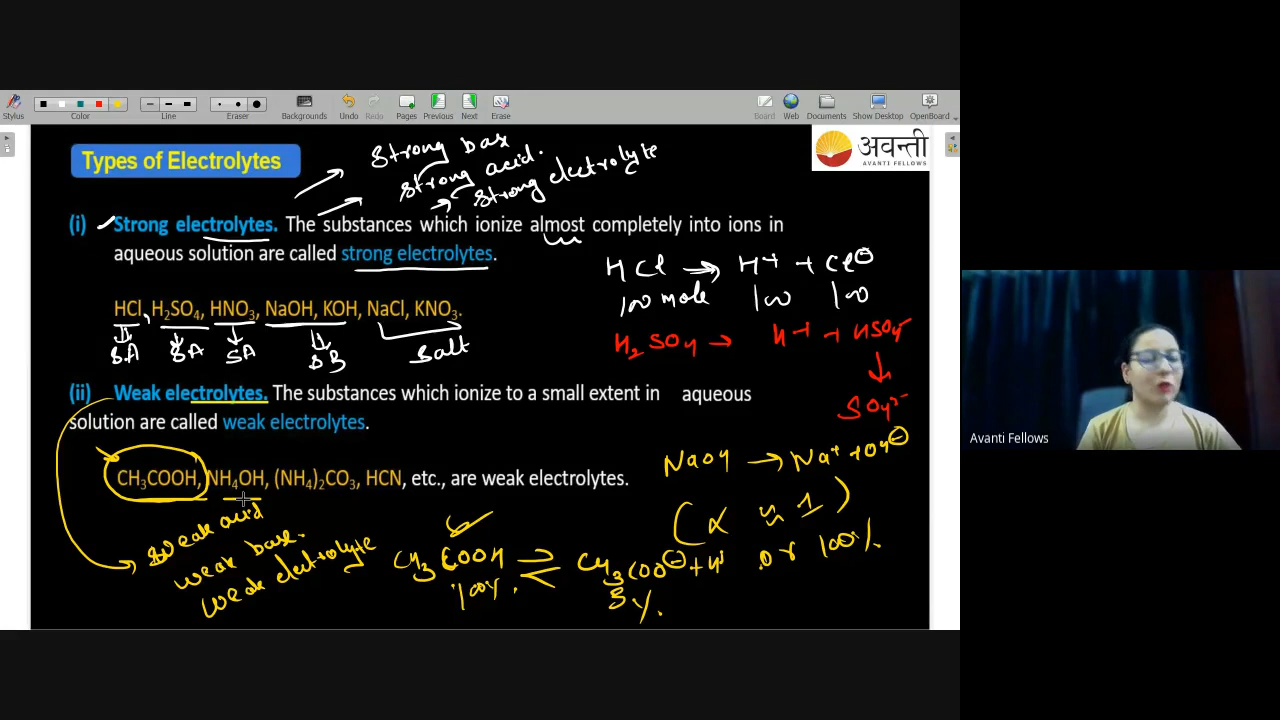 Stylus
Color
Line
Eraser
Backgrounds
Undo
Redo
Pages
Previous
Next
Erase
Board
Web
Documents
Show Desktop
OpenBoard
Types of Electrolytes
अवन्ती
AVANTI FELLOWS
Strong base
Strong acid.
Strong electrolyte
(i) Strong electrolytes. The substances which ionize almost completely into ions in
aqueous solution are called strong electrolytes.
HCl → H+ + Cl⊖
100 mole 100 100
HCl, H₂SO₄, HNO₃, NaOH, KOH, NaCl, KNO₃.
SA SA SA SB Salt
H₂SO₄ → H+ + HSO₄⁻
SO₄²⁻
(ii) Weak electrolytes. The substances which ionize to a small extent in aqueous
solution are called weak electrolytes.
NaOH → Na+ + OH⊖
CH₃COOH, NH₄OH, (NH₄)₂CO₃, HCN, etc., are weak electrolytes.
(α ≈ 1)
or 100%
Weak acid
weak base.
weak electrolyte
CH₃COOH ⇌ CH₃COO⊖ + H+
100%. 5%.
Avanti Fellows